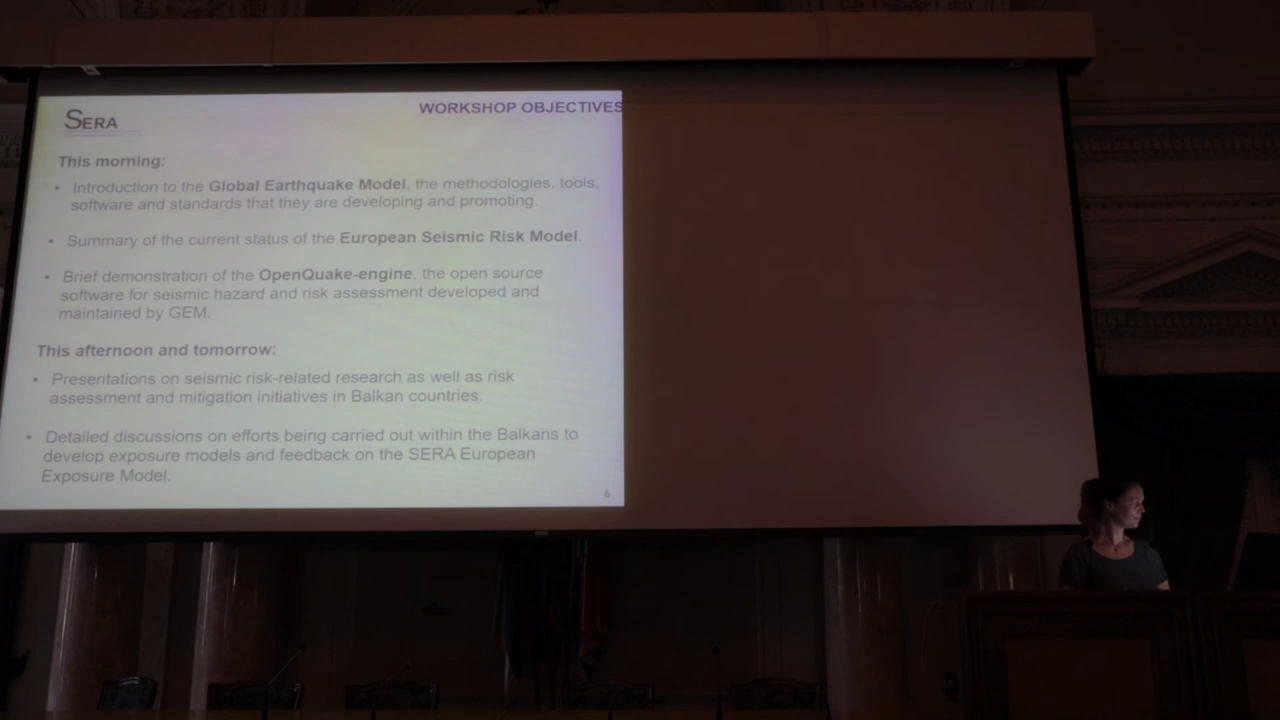 SERA
WORKSHOP OBJECTIVES
This morning:
• Introduction to the Global Earthquake Model, the methodologies, tools,
software and standards that they are developing and promoting.
• Summary of the current status of the European Seismic Risk Model.
• Brief demonstration of the OpenQuake-engine, the open source
software for seismic hazard and risk assessment developed and
maintained by GEM.
This afternoon and tomorrow:
• Presentations on seismic risk-related research as well as risk
assessment and mitigation initiatives in Balkan countries.
• Detailed discussions on efforts being carried out within the Balkans to
develop exposure models and feedback on the SERA European
Exposure Model.
6